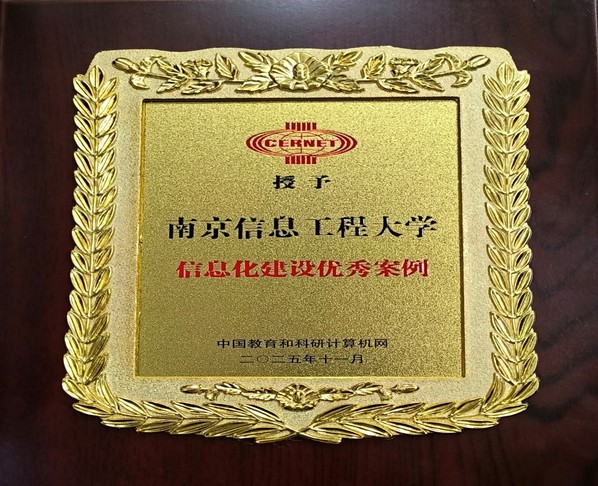 CERNET
授予
南京信息工程大学
信息化建设优秀案例
中国教育和科研计算机网
二〇二五年十一月